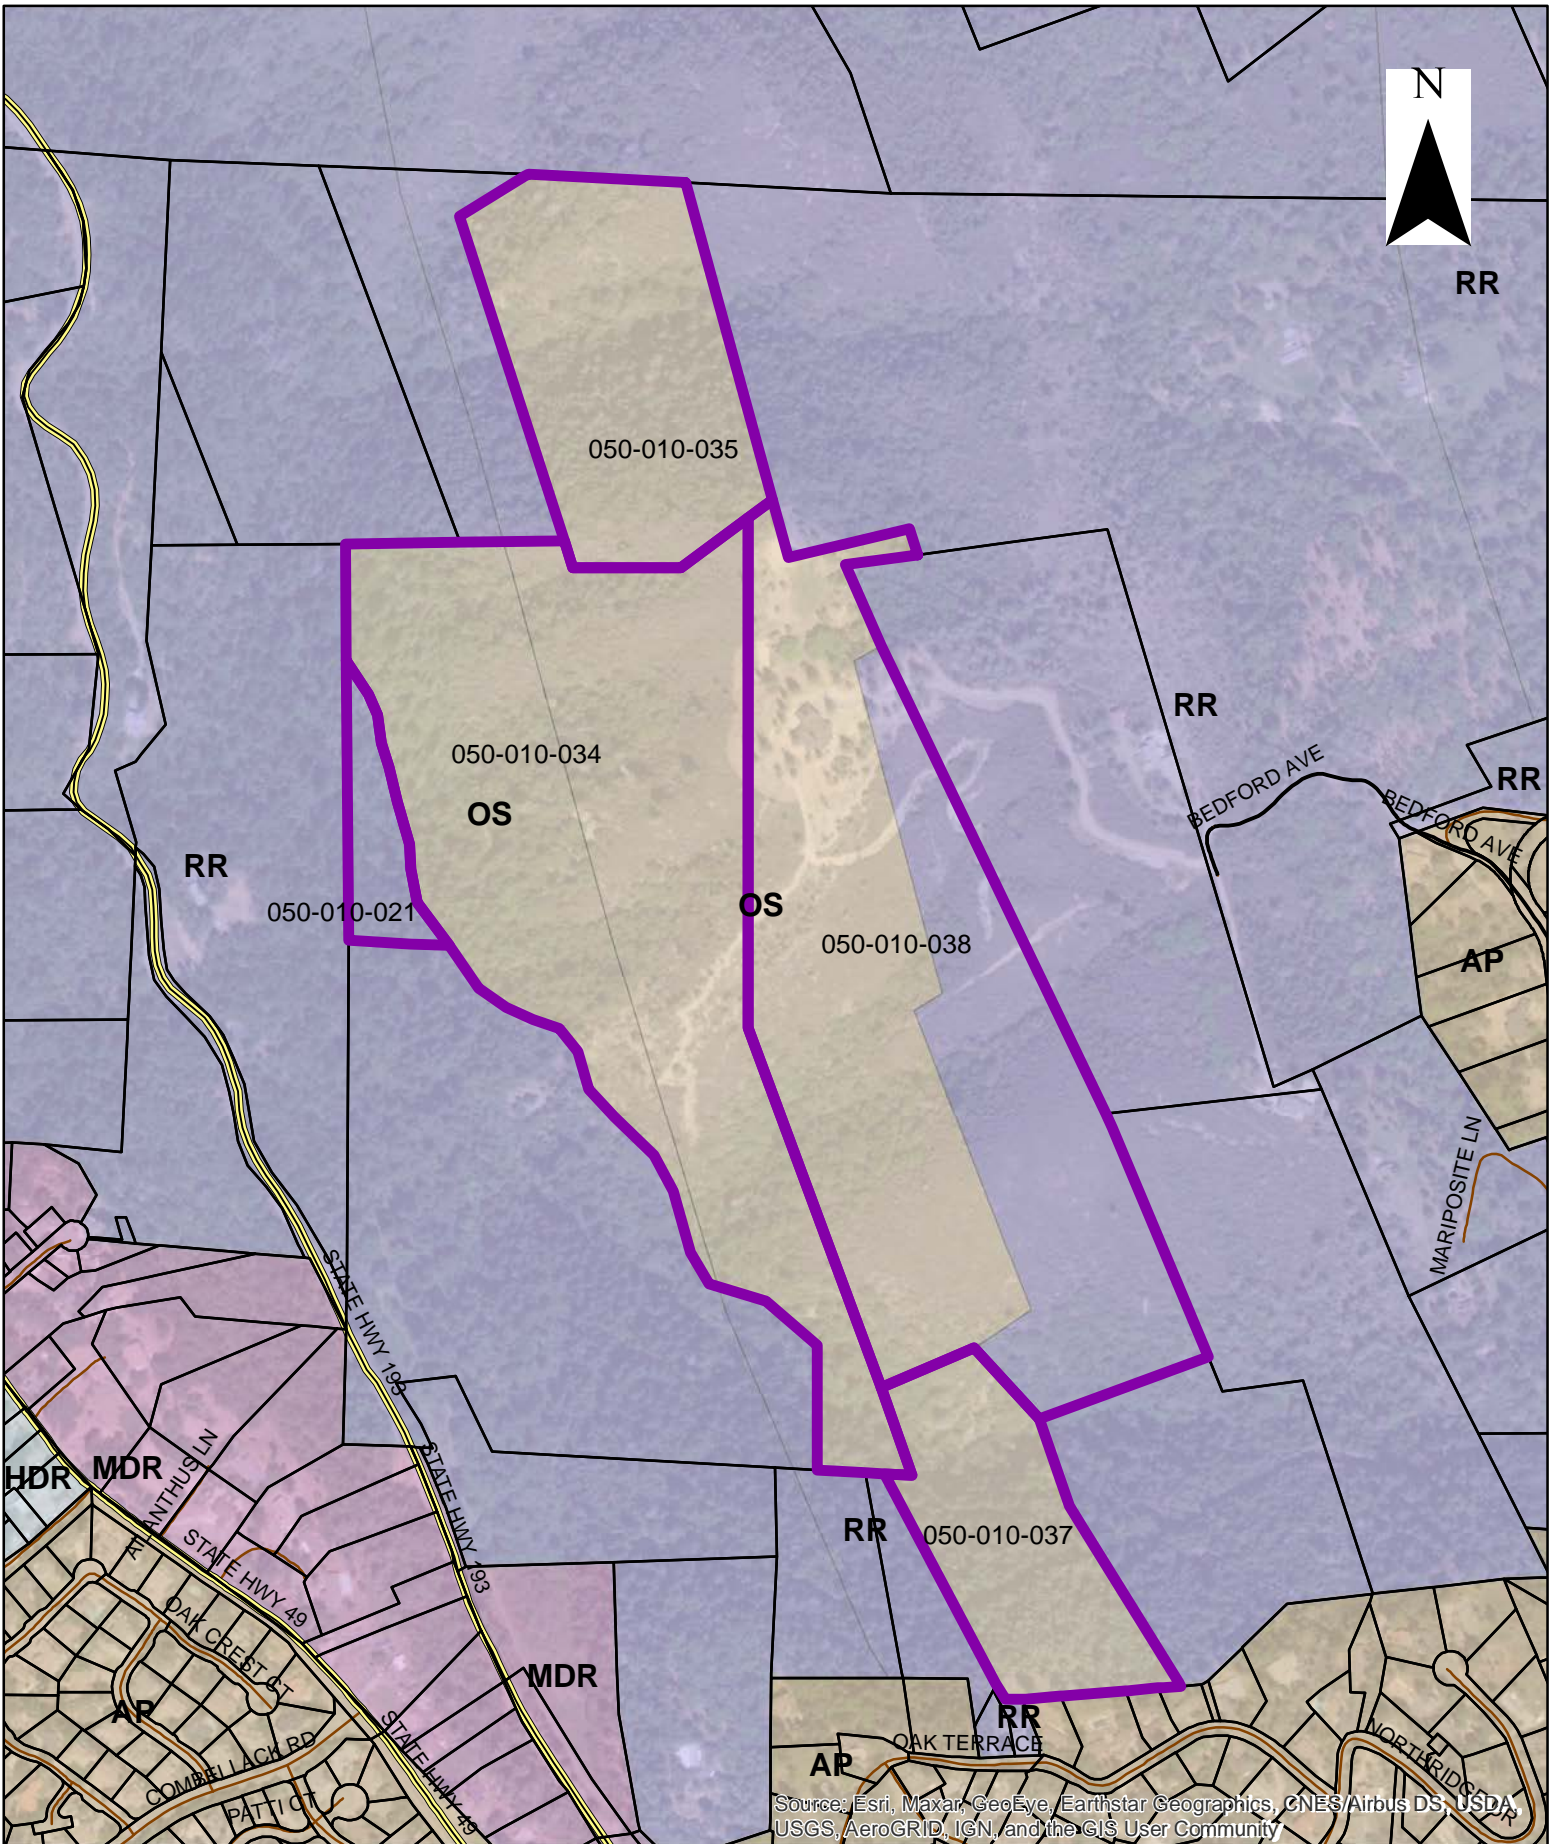 N
RR
050-010-035
RR
050-010-034
BEDFORD AVE
RR
BEDFORD AVE
OS
RR
OS
050-010-021
050-010-038
AP
MARIPOSITE LN
STATE HWY 193
HDR
MDR
AILANTHUS LN
STATE HWY 193
RR
050-010-037
STATE HWY 49
OAK CREST CT
MDR
AP
RR
OAK TERRACE
STATE HWY 49
COMBELLACK RD
AP
NORTHRIDGE DR
PATTI CT
Source: Esri, Maxar, GeoEye, Earthstar Geographics, CNES/Airbus DS, USDA,
USGS, AeroGRID, IGN, and the GIS User Community